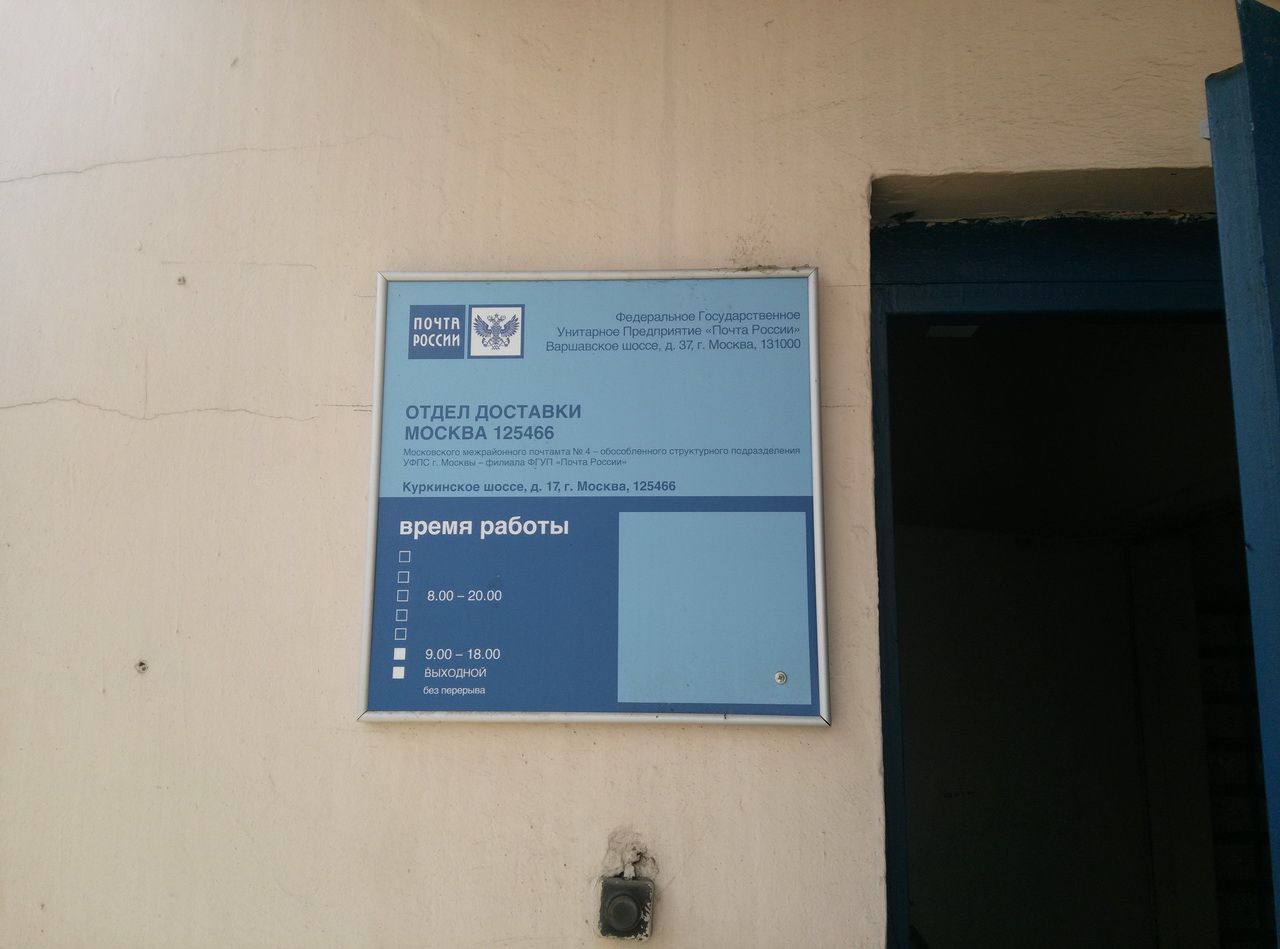 ПОЧТА
РОССИИ
Федеральное Государственное
Унитарное Предприятие «Почта России»
Варшавское шоссе, д. 37, г. Москва, 131000
ОТДЕЛ ДОСТАВКИ
МОСКВА 125466
Московского межрайонного почтамта № 4 – обособленного структурного подразделения
УФПС г. Москвы – филиала ФГУП «Почта России»
Куркинское шоссе, д. 17, г. Москва, 125466
время работы
8.00 – 20.00
9.00 – 18.00
ВЫХОДНОЙ
без перерыва